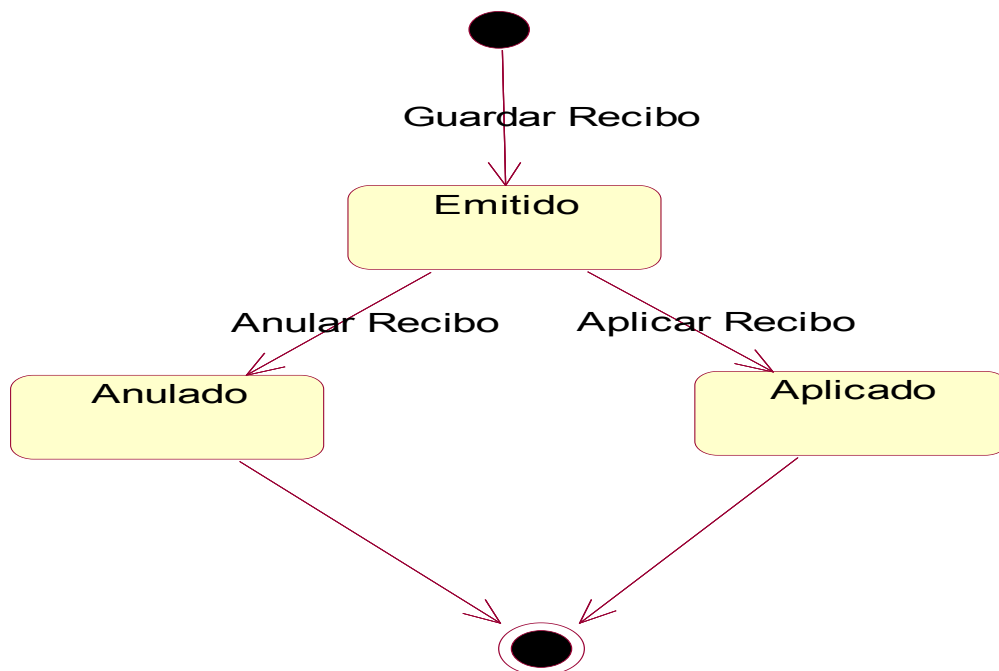 Guardar Recibo
Emitido
Anular Recibo
Aplicar Recibo
Anulado
Aplicado